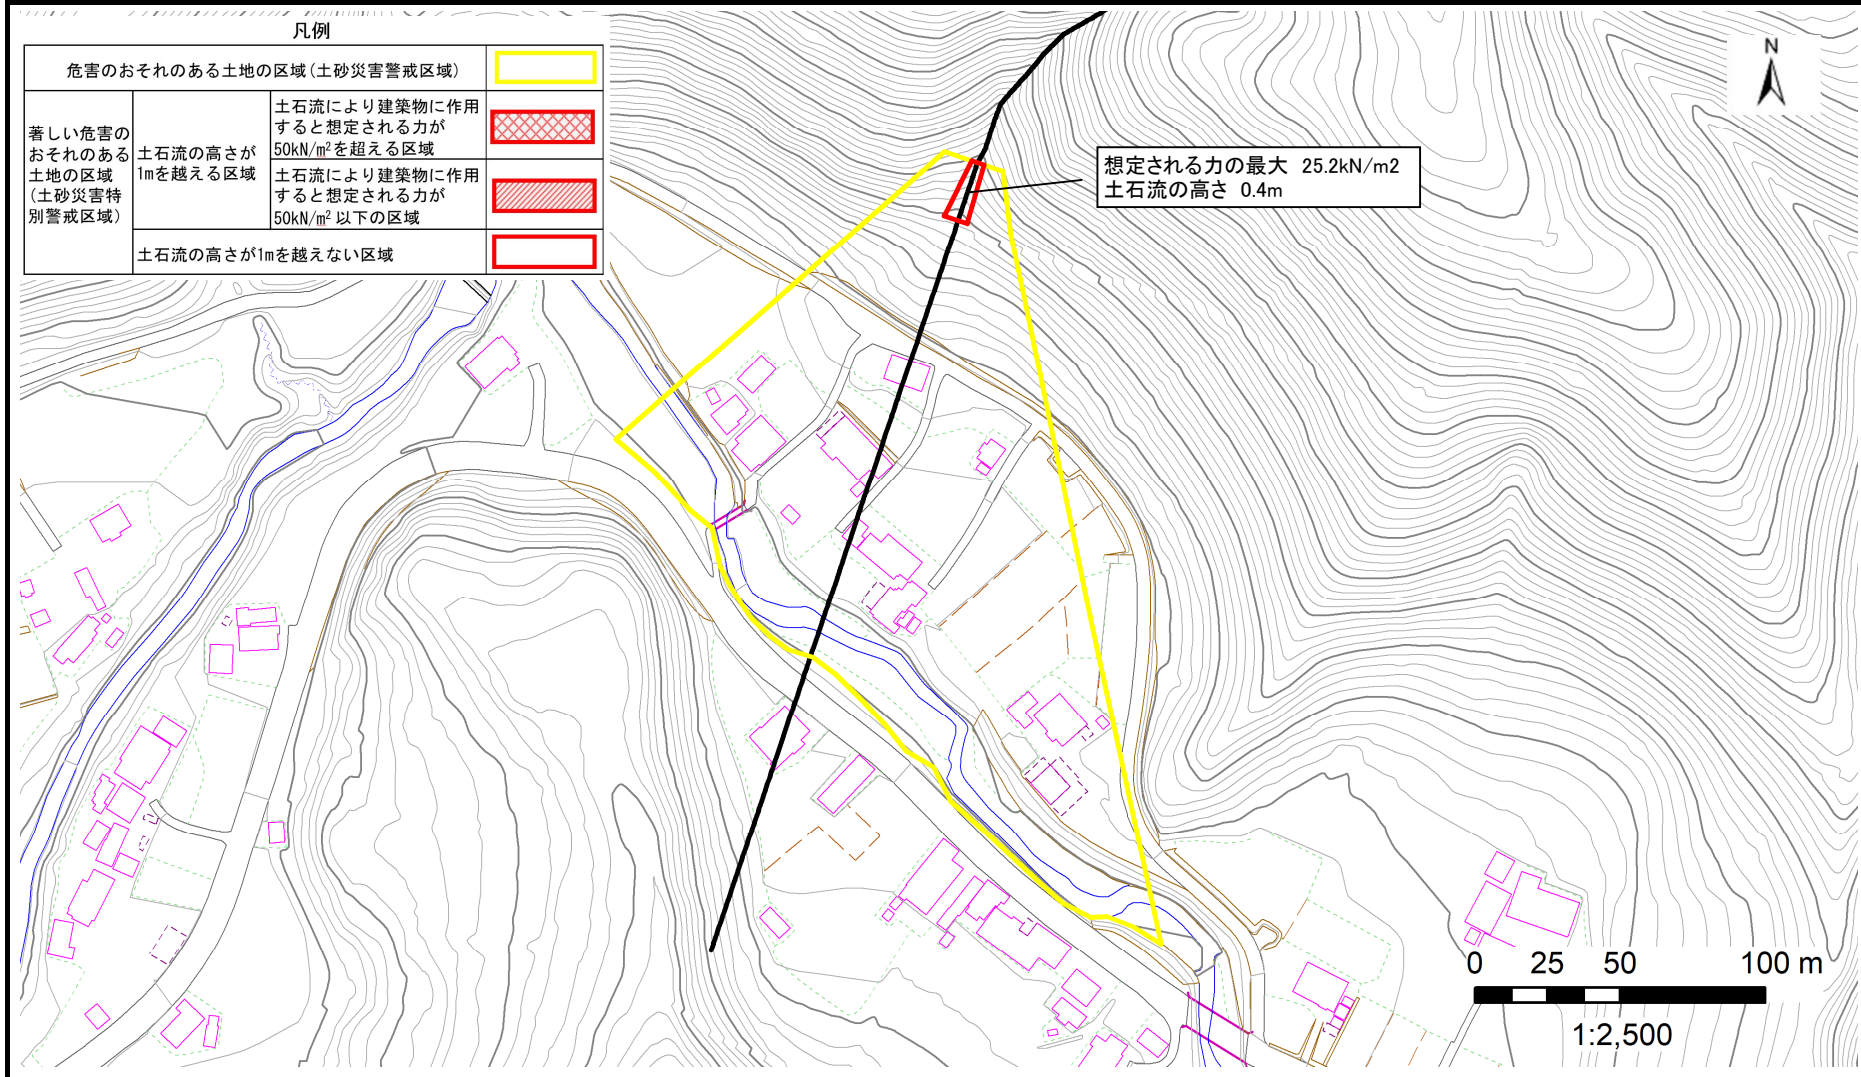 凡例
危害のおそれのある土地の区域(土砂災害警戒区域)
著しい危害の
おそれのある
土地の区域
(土砂災害特
別警戒区域)
土石流の高さが
1mを越える区域
土石流により建築物に作用
すると想定される力が
50kN/m²を超える区域
土石流により建築物に作用
すると想定される力が
50kN/m²以下の区域
土石流の高さが1mを越えない区域
N
想定される力の最大 25.2kN/m2
土石流の高さ 0.4m
0 25 50 100 m
1:2,500